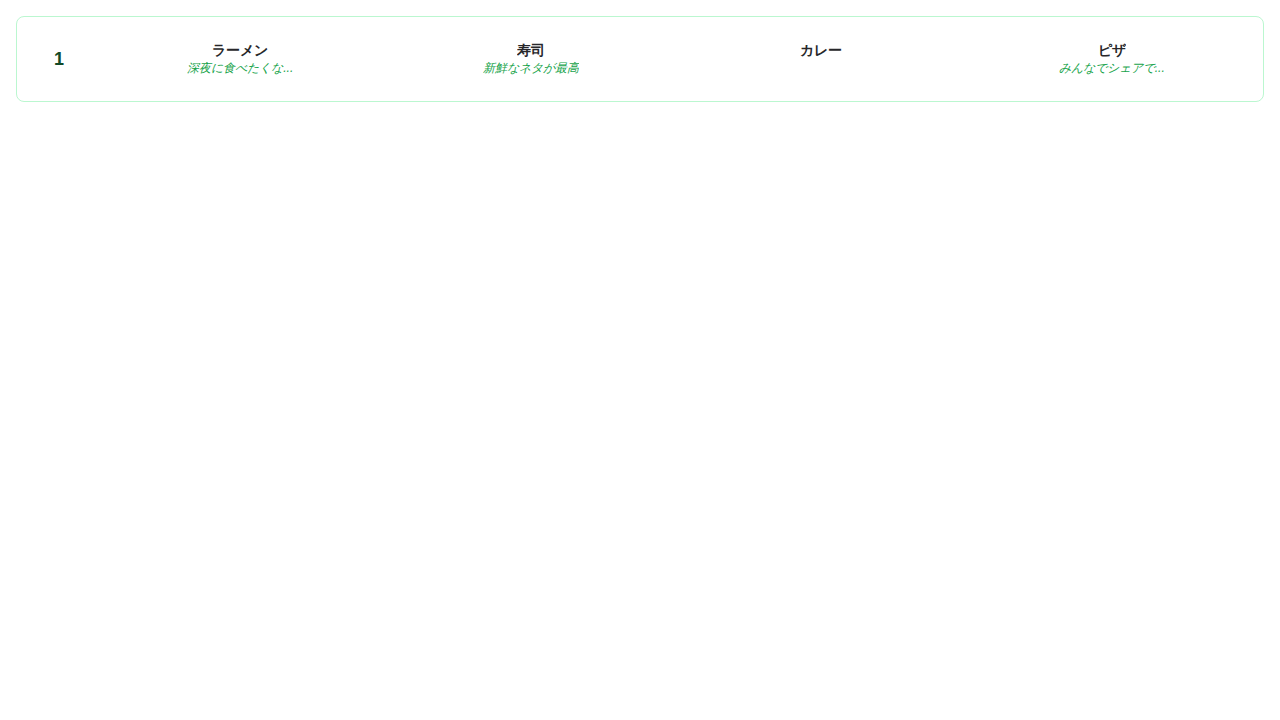 1
ラーメン
深夜に食べたくな...
寿司
新鮮なネタが最高
カレー
ピザ
みんなでシェアで...